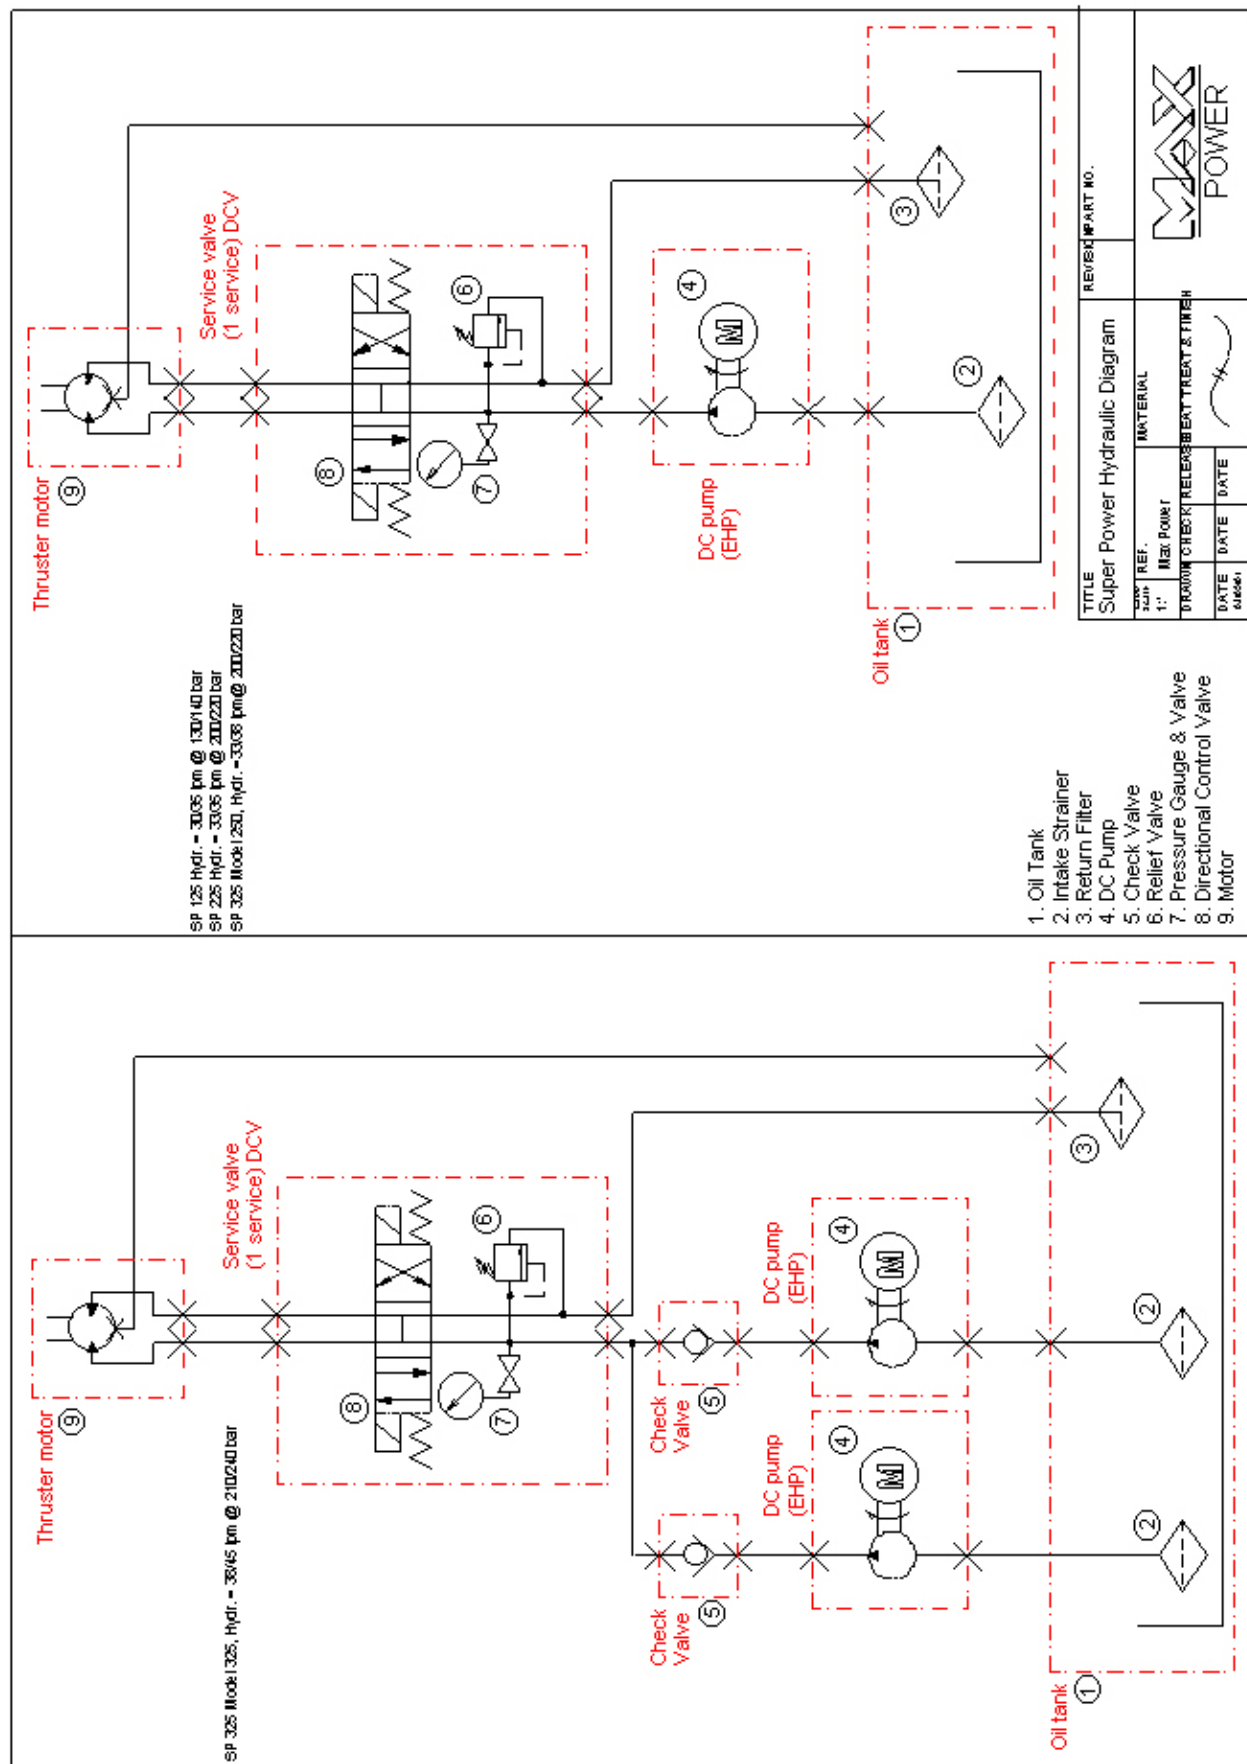 Thruster motor
9
SP 325 Model 325, Hydr. = 38/45 lpm @ 210/240 bar
Service valve
(1 service) DCV
8
7
6
Check
Valve
5
Check
Valve
5
DC pump
(EHP)
4
DC pump
(EHP)
4
3
2
2
Oil tank
1
Thruster motor
9
SP 125 Hydr. = 30/35 lpm @ 130/140 bar
SP 225 Hydr. = 33/35 lpm @ 200/220 bar
SP 325 Model 250, Hydr. = 33/38 lpm @ 200/220 bar
Service valve
(1 service) DCV
8
7
6
DC pump
(EHP)
4
3
2
Oil tank
1
1. Oil Tank
2. Intake Strainer
3. Return Filter
4. DC Pump
5. Check Valve
6. Relief Valve
7. Pressure Gauge & Valve
8. Directional Control Valve
9. Motor
TITLE
Super Power Hydraulic Diagram
PART NO.
REF.
Max Power
MATERIAL
1:
DRAWN
CHECK
HEAT TREAT & FINISH
DATE
DATE
DATE
MAX
POWER